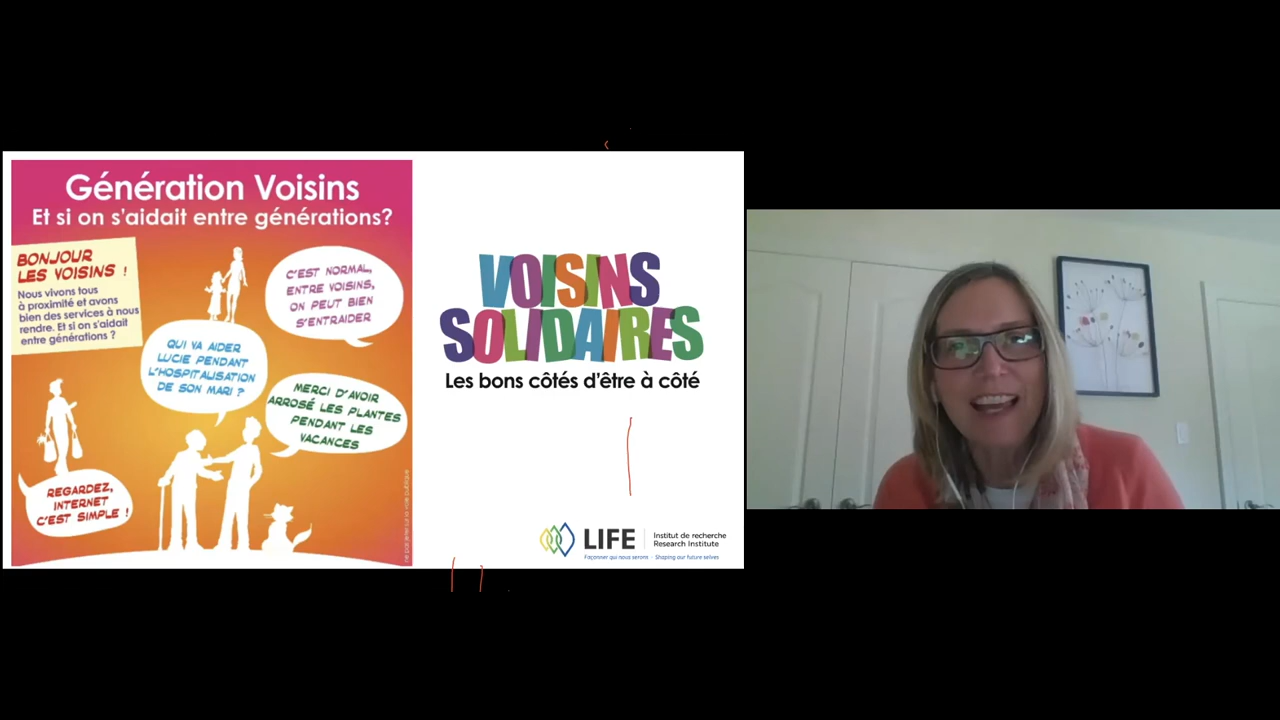 Génération Voisins
Et si on s'aidait entre générations?
BONJOUR
LES VOISINS !
Nous vivons tous
à proximité et avons
bien des services à nous
rendre. Et si on s'aidait
entre générations ?
C'EST NORMAL,
ENTRE VOISINS,
ON PEUT BIEN
S'ENTRAIDER
QUI VA AIDER
LUCIE PENDANT
L'HOSPITALISATION
DE SON MARI ?
MERCI D'AVOIR
ARROSÉ LES PLANTES
PENDANT LES
VACANCES
REGARDEZ,
INTERNET
C'EST SIMPLE !
VOISINS
SOLIDAIRES
Les bons côtés d'être à côté
LIFE
Institut de recherche
Research Institute
Façonner qui nous serons - Shaping our future selves